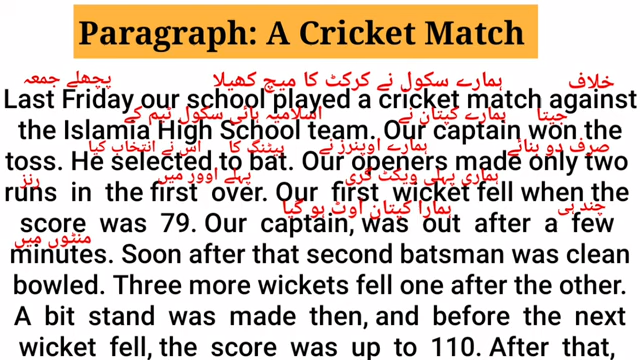 Paragraph: A Cricket Match
پچھلے جمعہ ہمارے سکول نے کرکٹ کا میچ کھیلا خلاف
Last Friday our school played a cricket match against
اسلامیہ ہائی سکول ٹیم کے ہمارے کپتان نے جیتا
the Islamia High School team. Our captain won the
اس نے انتخاب کیا بیٹنگ کا ہمارے اوپنرز نے صرف دو بنائے
toss. He selected to bat. Our openers made only two
رنز پہلے اوور میں ہماری پہلی ویکٹ گری
runs in the first over. Our first wicket fell when the
ہمارا کپتان اوٹ ہو گیا چند ہی
score was 79. Our captain, was out after a few
منٹوں میں
minutes. Soon after that second batsman was clean
bowled. Three more wickets fell one after the other.
A bit stand was made then, and before the next
wicket fell, the score was up to 110. After that,